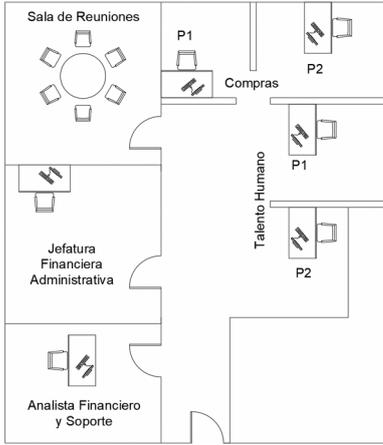 Sala de Reuniones
P1
P2
Compras
P1
Talento Humano
Jefatura
Financiera
Administrativa
P2
Analista Financiero
y Soporte